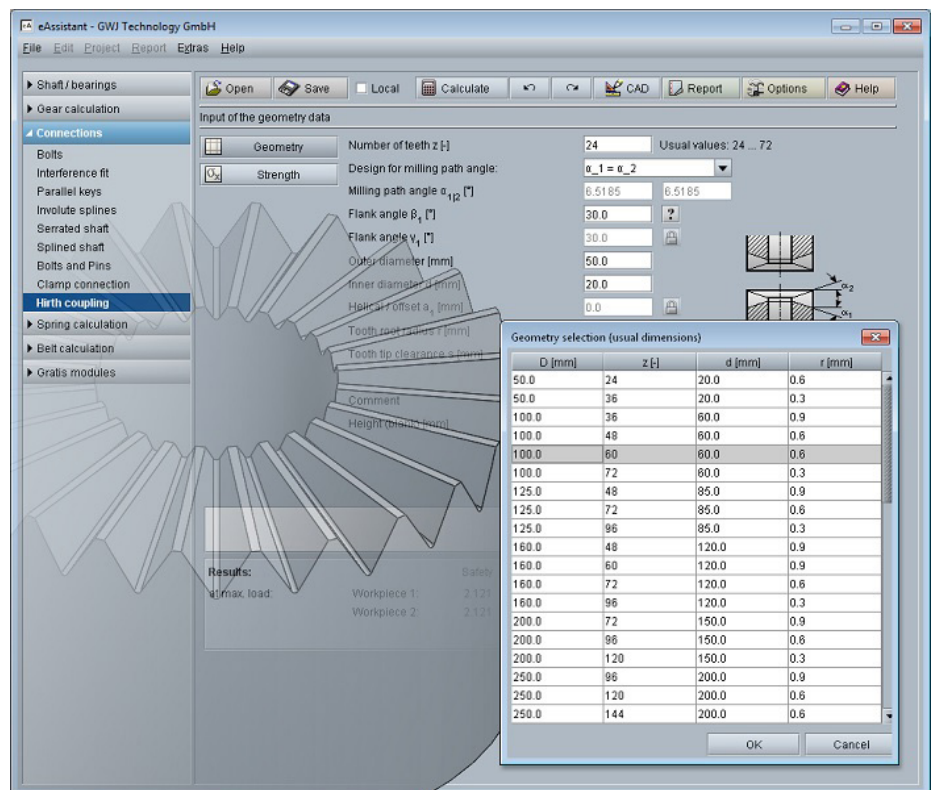 eA eAssistant - GWJ Technology GmbH
File Edit Project Report Extras Help
Shaft / bearings
Gear calculation
Connections
Bolts
Interference fit
Parallel keys
Involute splines
Serrated shaft
Splined shaft
Bolts and Pins
Clamp connection
Hirth coupling
Spring calculation
Belt calculation
Gratis modules
Open Save Local Calculate CAD Report Options Help
Input of the geometry data
Geometry
σx Strength
Number of teeth z [-] 24 Usual values: 24 ... 72
Design for milling path angle: α_1 = α_2
Milling path angle α1|2 [°] 6.5185 6.5185
Flank angle β1 [°] 30.0 ?
Flank angle γ1 [°] 30.0
Outer diameter [mm] 50.0
Inner diameter d [mm] 20.0
Helical / offset a1 [mm] 0.0
Tooth root radius r [mm]
Tooth tip clearance s [mm]
Comment
Height (blank) [mm]
α2
α1
Results: Safety
at max. load: Workpiece 1: 2.121
Workpiece 2: 2.121
Geometry selection (usual dimensions)
D [mm] z [-] d [mm] r [mm]
50.0 24 20.0 0.6
50.0 36 20.0 0.3
100.0 36 60.0 0.9
100.0 48 60.0 0.6
100.0 60 60.0 0.6
100.0 72 60.0 0.3
125.0 48 85.0 0.9
125.0 72 85.0 0.6
125.0 96 85.0 0.3
160.0 48 120.0 0.9
160.0 60 120.0 0.9
160.0 72 120.0 0.6
160.0 96 120.0 0.3
200.0 72 150.0 0.9
200.0 96 150.0 0.6
200.0 120 150.0 0.3
250.0 96 200.0 0.9
250.0 120 200.0 0.6
250.0 144 200.0 0.6
OK Cancel